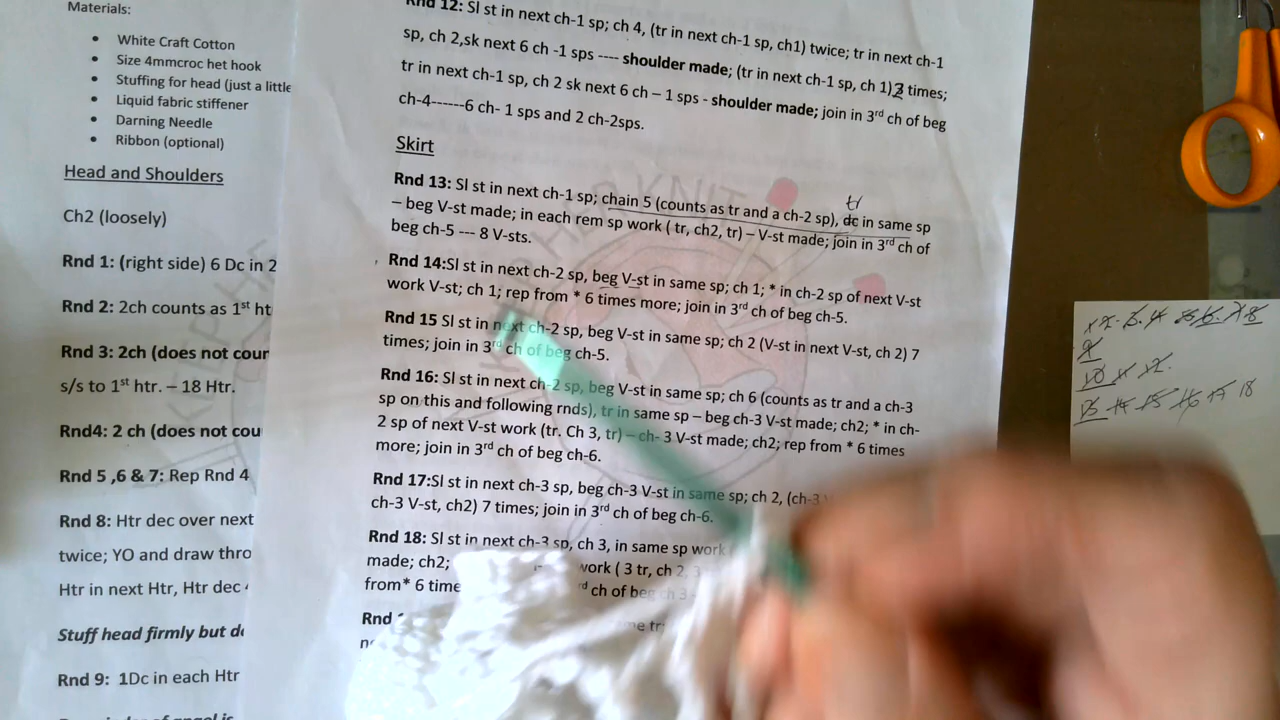 Materials:
• White Craft Cotton
• Size 4mmcroc het hook
• Stuffing for head (just a little
• Liquid fabric stiffener
• Darning Needle
• Ribbon (optional)
Head and Shoulders
Ch2 (loosely)
Rnd 1: (right side) 6 Dc in 2
Rnd 2: 2ch counts as 1st ht
Rnd 3: 2ch (does not cour
s/s to 1st htr. – 18 Htr.
Rnd4: 2 ch (does not cou
Rnd 5 ,6 & 7: Rep Rnd 4
Rnd 8: Htr dec over next
twice; YO and draw thro
Htr in next Htr, Htr dec
Stuff head firmly but
Rnd 9: 1Dc in each Htr
Rnd 12: Sl st in next ch-1 sp; ch 4, (tr in next ch-1 sp, ch1) twice; tr in next ch-1
sp, ch 2,sk next 6 ch -1 sps ---- shoulder made; (tr in next ch-1 sp, ch 1) 3 times;
tr in next ch-1 sp, ch 2 sk next 6 ch – 1 sps - shoulder made; join in 3rd ch of beg
ch-4------6 ch- 1 sps and 2 ch-2sps.
Skirt
tr
Rnd 13: Sl st in next ch-1 sp; chain 5 (counts as tr and a ch-2 sp), dc in same sp
– beg V-st made; in each rem sp work ( tr, ch2, tr) – V-st made; join in 3rd ch of
beg ch-5 --- 8 V-sts.
Rnd 14:Sl st in next ch-2 sp, beg V-st in same sp; ch 1; * in ch-2 sp of next V-st
work V-st; ch 1; rep from * 6 times more; join in 3rd ch of beg ch-5.
Rnd 15 Sl st in next ch-2 sp, beg V-st in same sp; ch 2 (V-st in next V-st, ch 2) 7
times; join in 3rd ch of beg ch-5.
Rnd 16: Sl st in next ch-2 sp, beg V-st in same sp; ch 6 (counts as tr and a ch-3
sp on this and following rnds), tr in same sp – beg ch-3 V-st made; ch2; * in ch-
2 sp of next V-st work (tr. Ch 3, tr) – ch- 3 V-st made; ch2; rep from * 6 times
more; join in 3rd ch of beg ch-6.
Rnd 17:Sl st in next ch-3 sp, beg ch-3 V-st in same sp; ch 2, (ch-3
ch-3 V-st, ch2) 7 times; join in 3rd ch of beg ch-6.
Rnd 18: Sl st in next ch-3 sp, ch 3, in same sp work
made; ch2; work ( 3 tr, ch 2,
from* 6 time rd ch of beg ch 3
Rnd